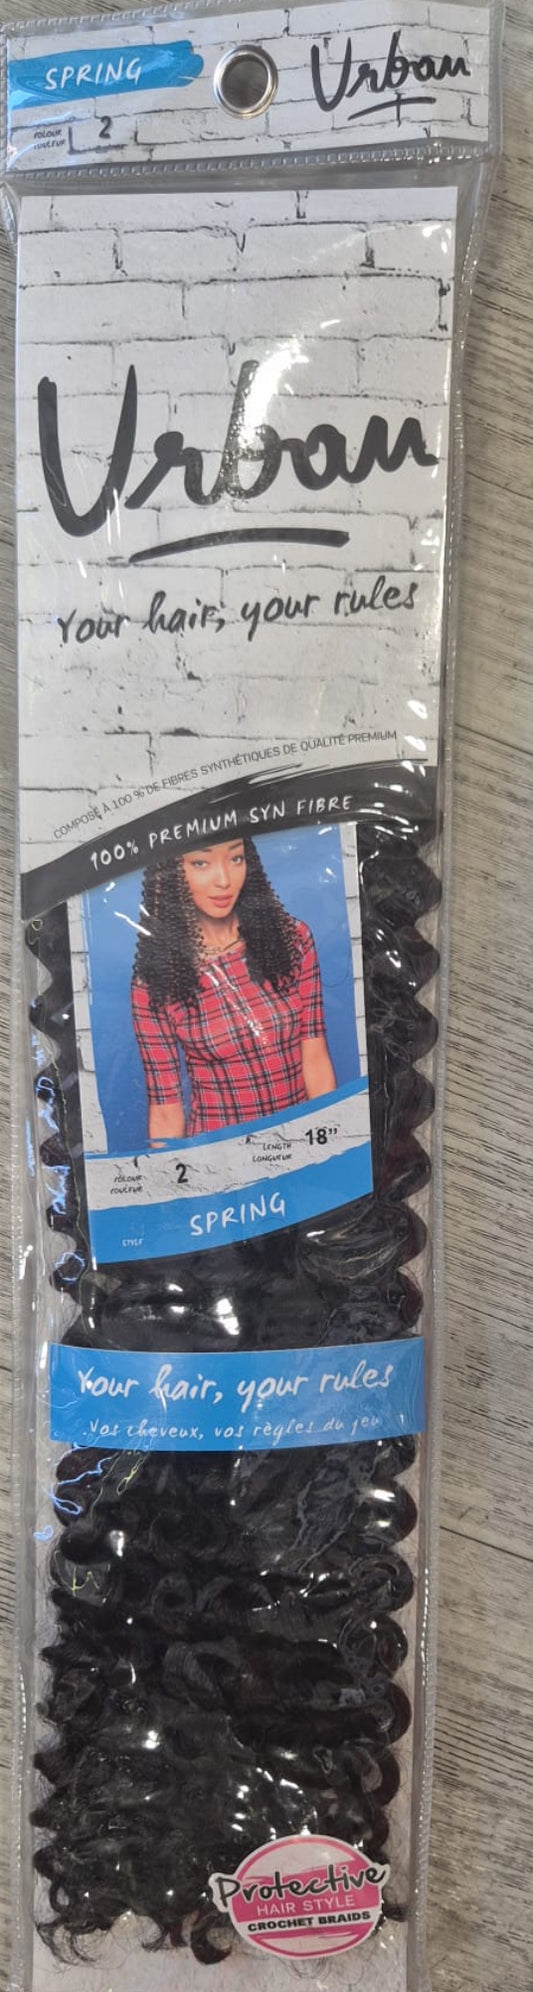 SPRING
Urban
COLOUR
COULEUR
2
Urban
Your hair, your rules
COMPOSÉ À 100 % DE FIBRES SYNTHÉTIQUES DE QUALITÉ PREMIUM
100% PREMIUM SYN FIBRE
COLOUR
COULEUR
2
LENGTH
LONGUEUR
18”
STYLE
SPRING
Your hair, your rules
Vos cheveux, vos règles du jeu
Protective
HAIR STYLE
CROCHET BRAIDS